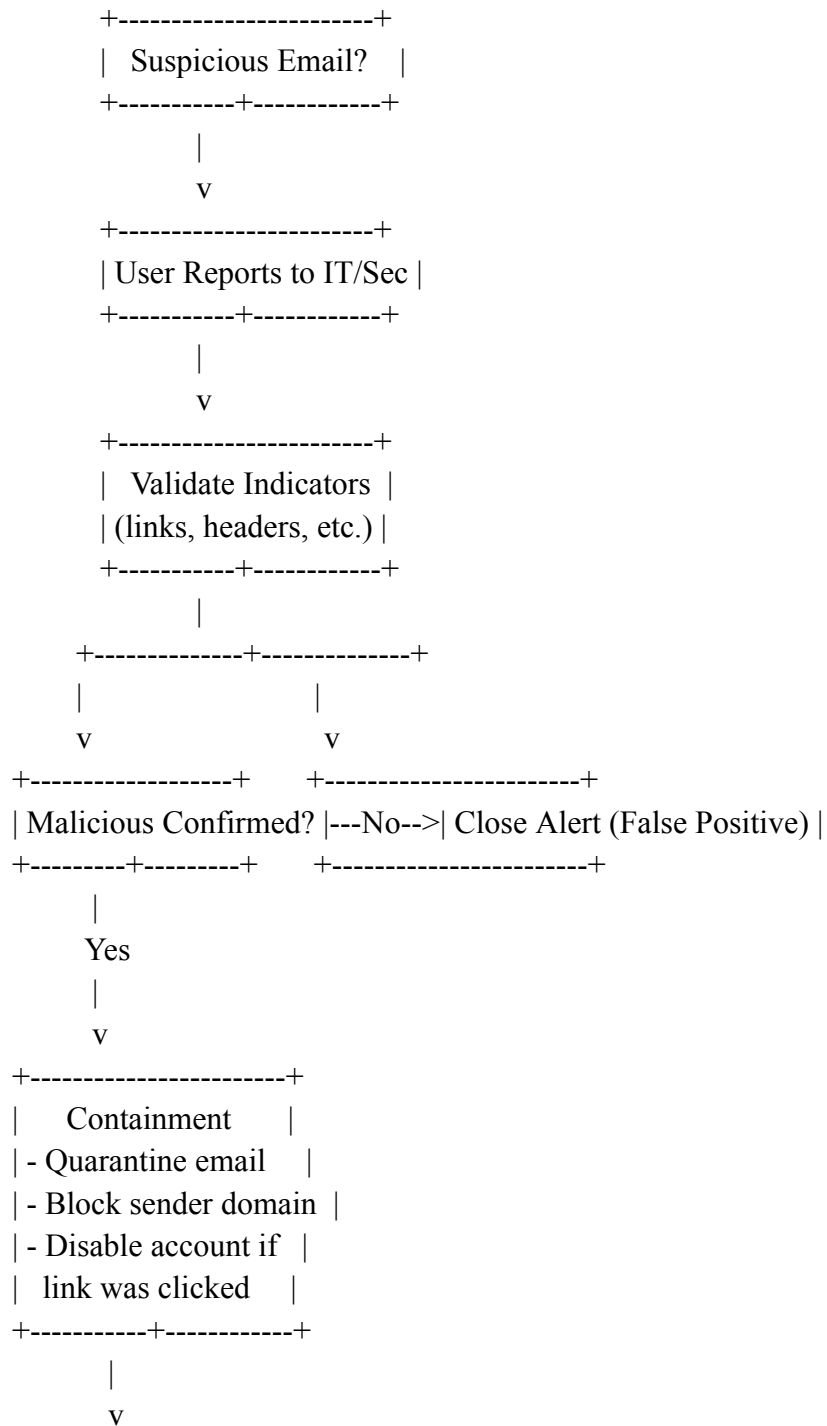 +------------------------+
| Suspicious Email? |
+-----------+------------+
|
v
+------------------------+
| User Reports to IT/Sec |
+-----------+------------+
|
v
+------------------------+
| Validate Indicators |
| (links, headers, etc.) |
+-----------+------------+
|
+--------------+--------------+
| |
v v
+-------------------+ +------------------------+
| Malicious Confirmed? |---No-->| Close Alert (False Positive) |
+---------+---------+ +------------------------+
|
Yes
|
v
+------------------------+
| Containment |
| - Quarantine email |
| - Block sender domain |
| - Disable account if |
| link was clicked |
+-----------+------------+
|
v